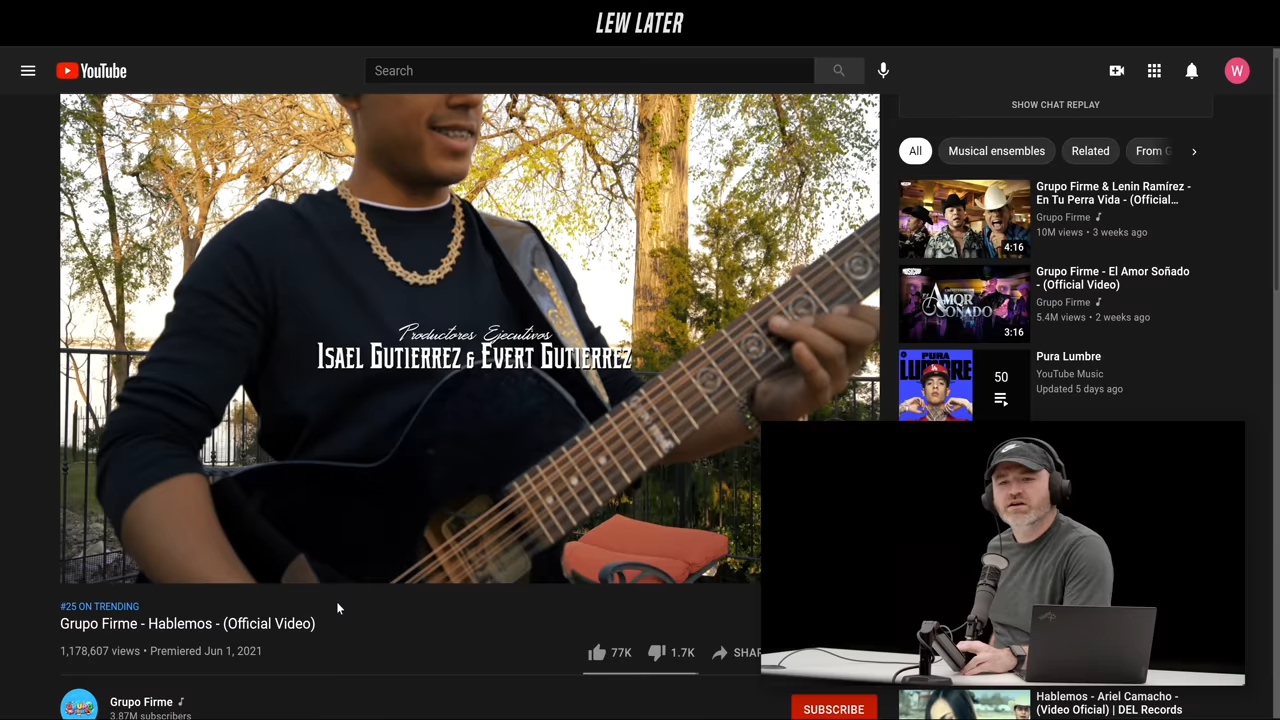 LEW LATER
YouTube
Search
W
SHOW CHAT REPLAY
All
Musical ensembles
Related
From G
Grupo Firme & Lenin Ramírez -
En Tu Perra Vida - (Official...
Grupo Firme
10M views • 3 weeks ago
4:16
Grupo Firme - El Amor Soñado
- (Official Video)
Grupo Firme
5.4M views • 2 weeks ago
AMOR
SOÑADO
3:16
Pura Lumbre
YouTube Music
Updated 5 days ago
PURA
LUMBRE
50
Productores Ejecutivos
Isael Gutierrez & Evert Gutierrez
#25 ON TRENDING
Grupo Firme - Hablemos - (Official Video)
1,178,607 views • Premiered Jun 1, 2021
77K
1.7K
SHAR
Grupo Firme
3.87M subscribers
SUBSCRIBE
Hablemos - Ariel Camacho -
(Video Oficial) | DEL Records